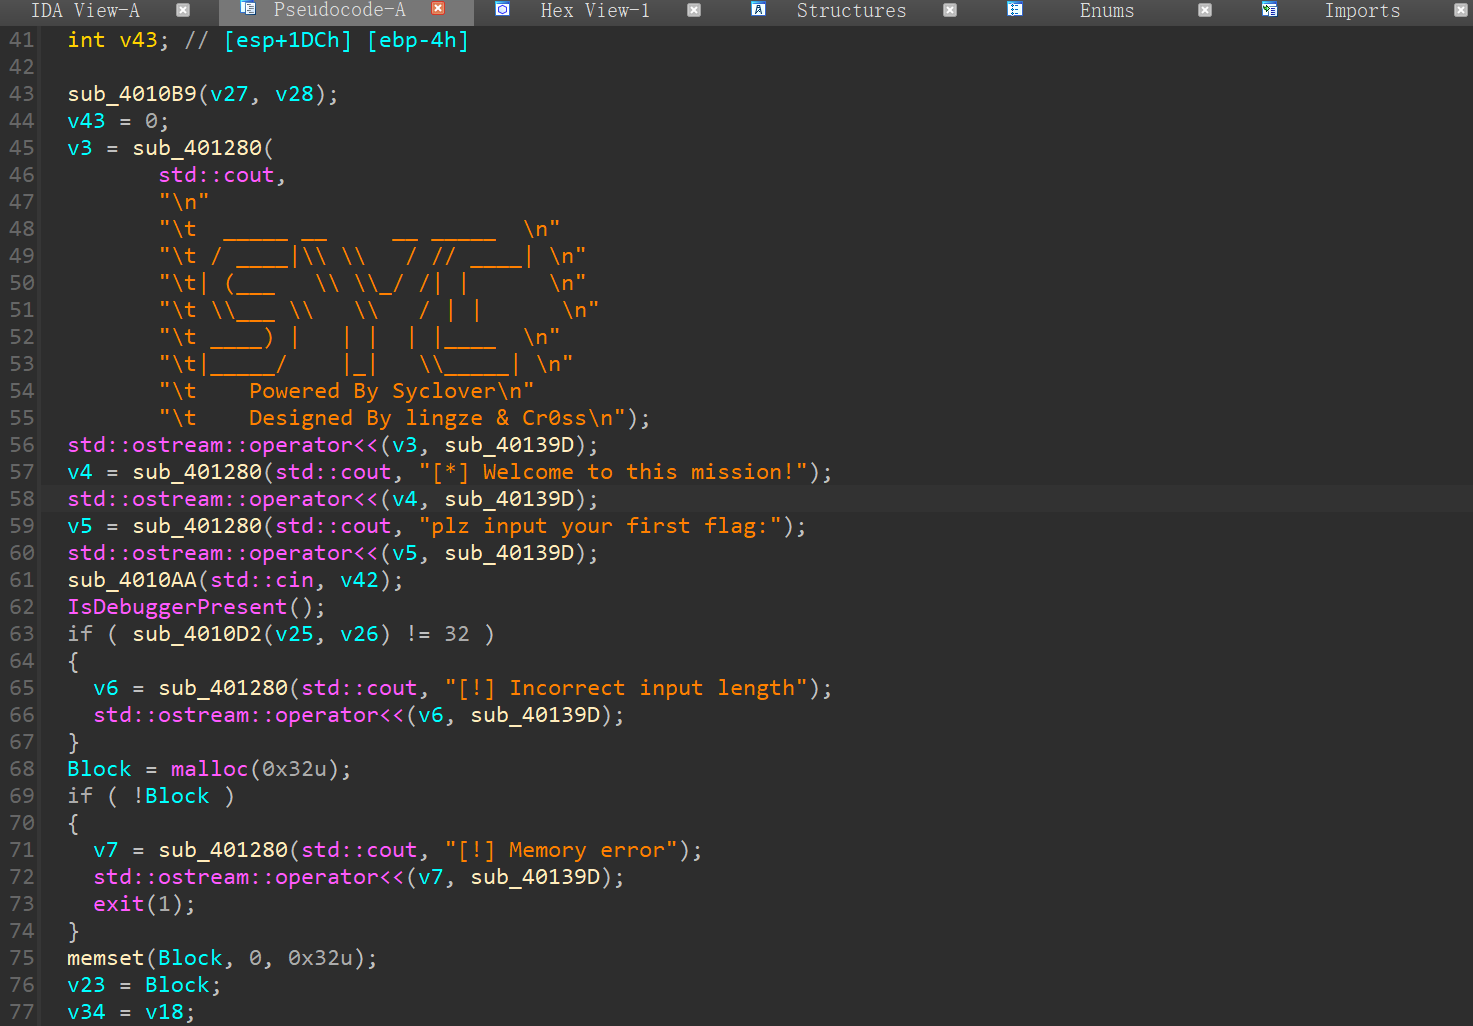 IDA View-A Pseudocode-A Hex View-1 Structures Enums Imports
41 int v43; // [esp+1DCh] [ebp-4h]
42
43 sub_4010B9(v27, v28);
44 v43 = 0;
45 v3 = sub_401280(
46 std::cout,
47 "\n"
48 "\t  _____ __     __ _____  \n"
49 "\t / ____|\\ \\   / // ____| \n"
50 "\t| (___   \\ \\_/ /| |      \n"
51 "\t \\___ \\   \\   / | |      \n"
52 "\t ____) |   | |  | |____  \n"
53 "\t|_____/    |_|   \\_____| \n"
54 "\t    Powered By Syclover\n"
55 "\t    Designed By lingze & Cr0ss\n");
56 std::ostream::operator<<(v3, sub_40139D);
57 v4 = sub_401280(std::cout, "[*] Welcome to this mission!");
58 std::ostream::operator<<(v4, sub_40139D);
59 v5 = sub_401280(std::cout, "plz input your first flag:");
60 std::ostream::operator<<(v5, sub_40139D);
61 sub_4010AA(std::cin, v42);
62 IsDebuggerPresent();
63 if ( sub_4010D2(v25, v26) != 32 )
64 {
65 v6 = sub_401280(std::cout, "[!] Incorrect input length");
66 std::ostream::operator<<(v6, sub_40139D);
67 }
68 Block = malloc(0x32u);
69 if ( !Block )
70 {
71 v7 = sub_401280(std::cout, "[!] Memory error");
72 std::ostream::operator<<(v7, sub_40139D);
73 exit(1);
74 }
75 memset(Block, 0, 0x32u);
76 v23 = Block;
77 v34 = v18;